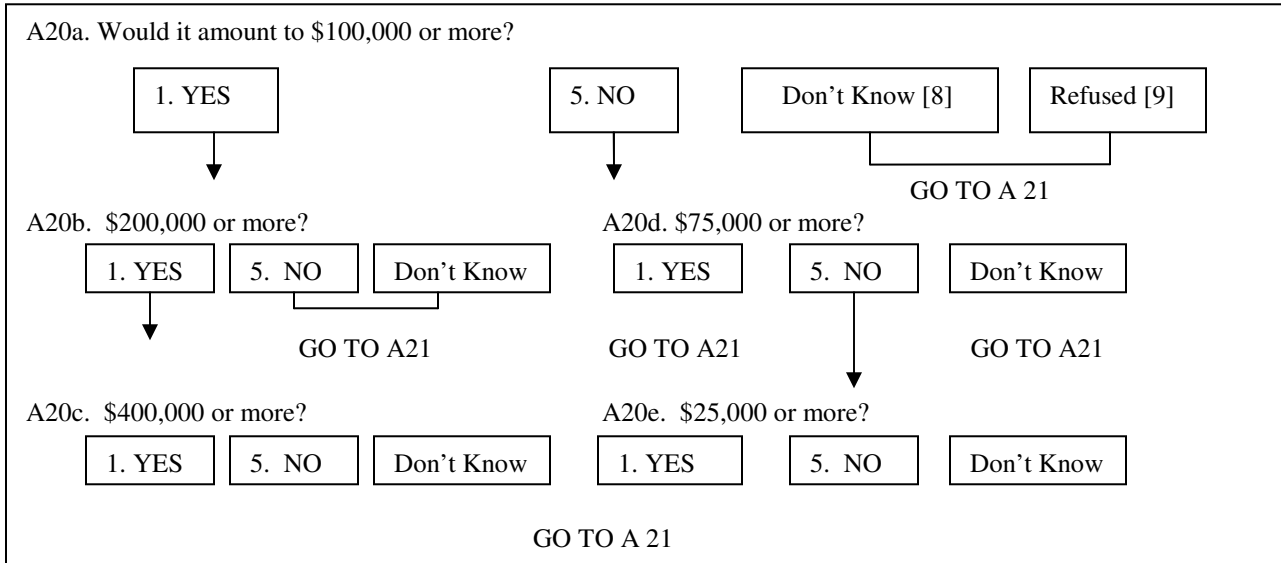 A20a. Would it amount to $100,000 or more?
1. YES 5. NO Don't Know [8] Refused [9]
GO TO A 21
A20b. $200,000 or more? A20d. $75,000 or more?
1. YES 5. NO Don't Know 1. YES 5. NO Don't Know
GO TO A21 GO TO A21 GO TO A21
A20c. $400,000 or more? A20e. $25,000 or more?
1. YES 5. NO Don't Know 1. YES 5. NO Don't Know
GO TO A 21